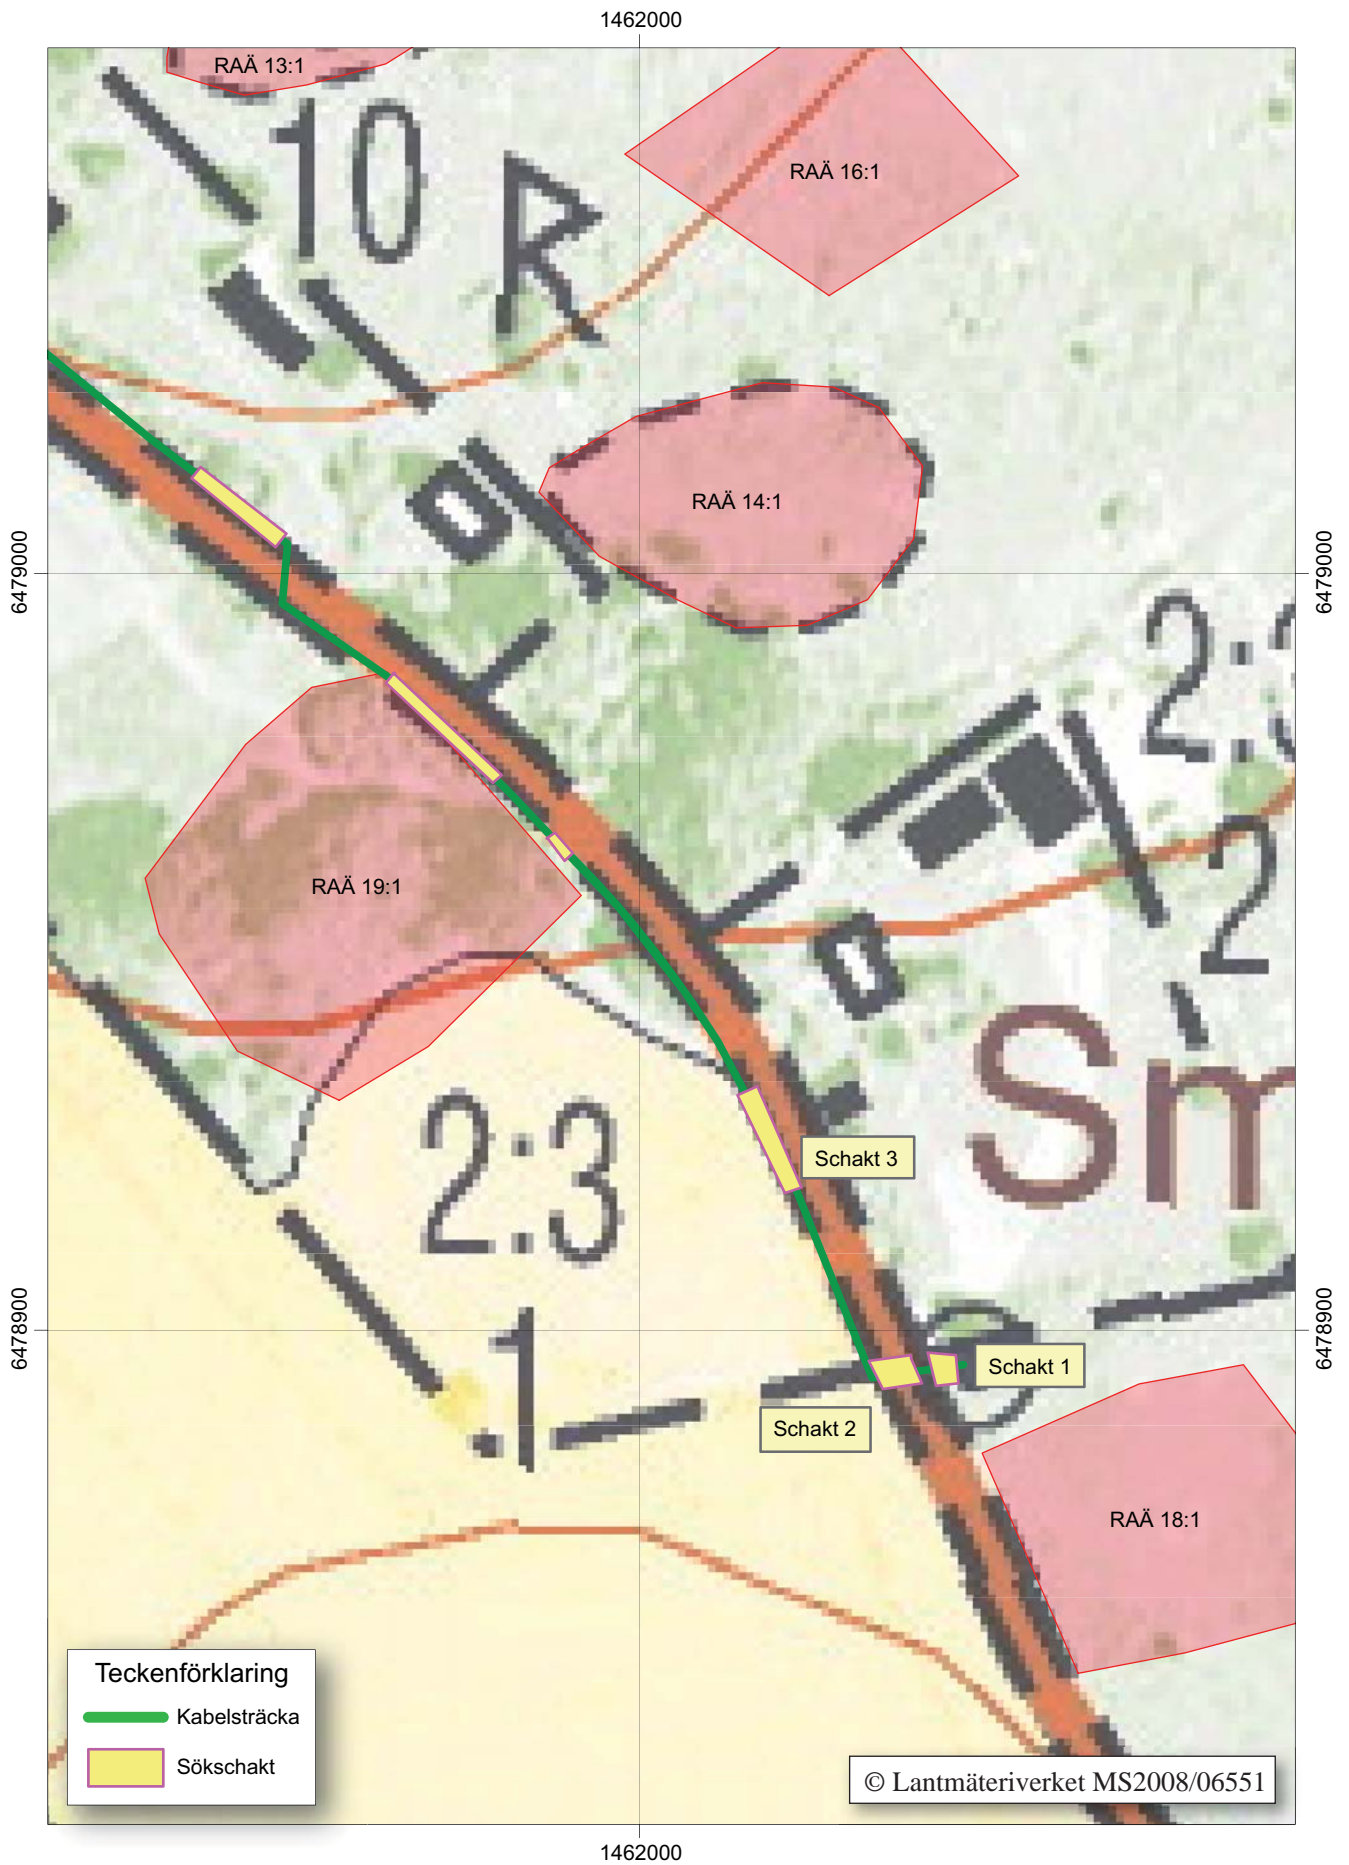 1462000
RAÄ 13:1
10
R
RAÄ 16:1
RAÄ 14:1
6479000
6479000
2:
RAÄ 19:1
2
Sm
2:3
Schakt 3
6478900
6478900
.1
Schakt 1
Schakt 2
RAÄ 18:1
Teckenförklaring
Kabelsträcka
Sökschakt
© Lantmäteriverket MS2008/06551
1462000